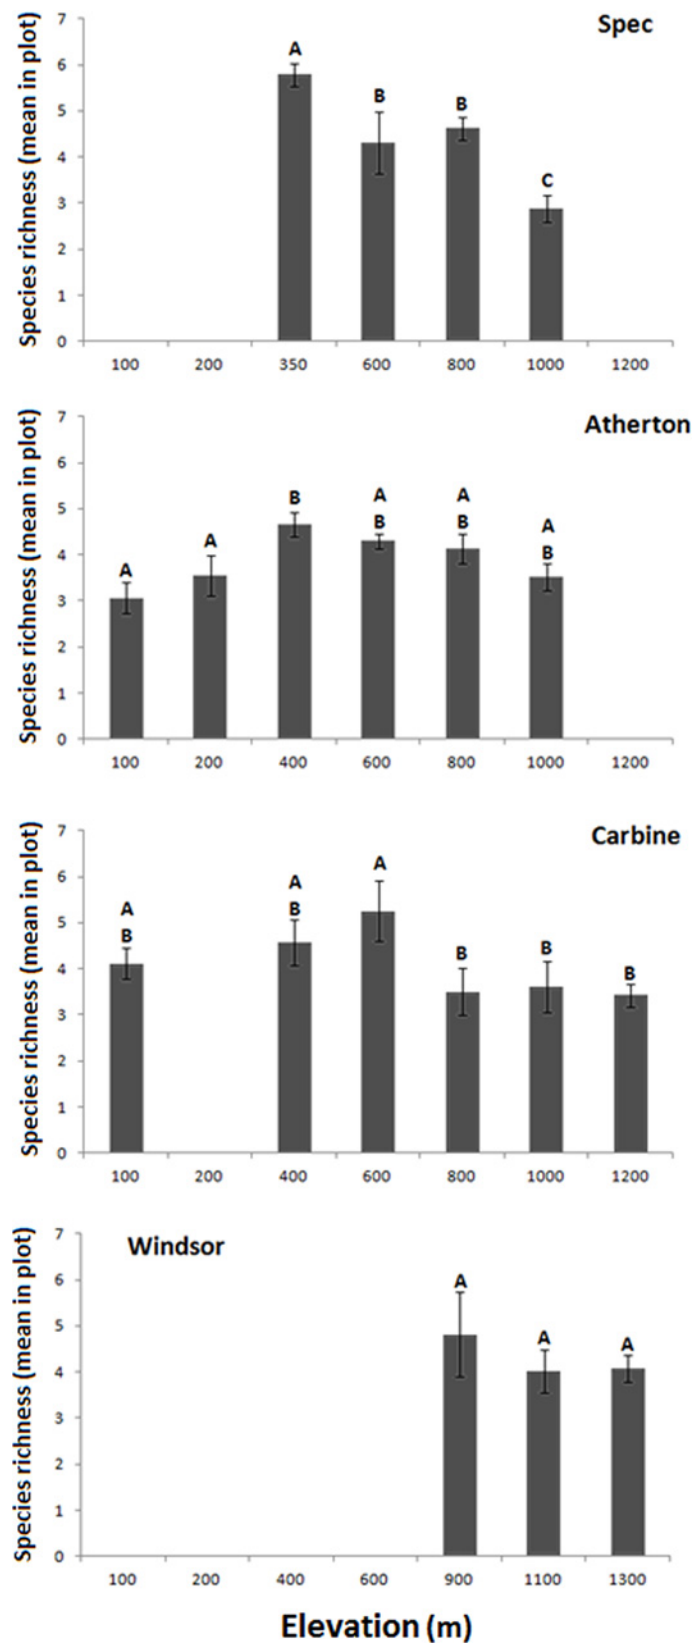 Spec
Species richness (mean in plot)
7
6
5
4
3
2
1
0
A
B
B
C
100 200 350 600 800 1000 1200
Atherton
Species richness (mean in plot)
7
6
5
4
3
2
1
0
A
A
B
A
B
A
B
A
B
100 200 400 600 800 1000 1200
Carbine
Species richness (mean in plot)
7
6
5
4
3
2
1
0
A
B
A
B
A
B
B
B
100 200 400 600 800 1000 1200
Windsor
Species richness (mean in plot)
7
6
5
4
3
2
1
0
A
A
A
100 200 400 600 900 1100 1300
Elevation (m)